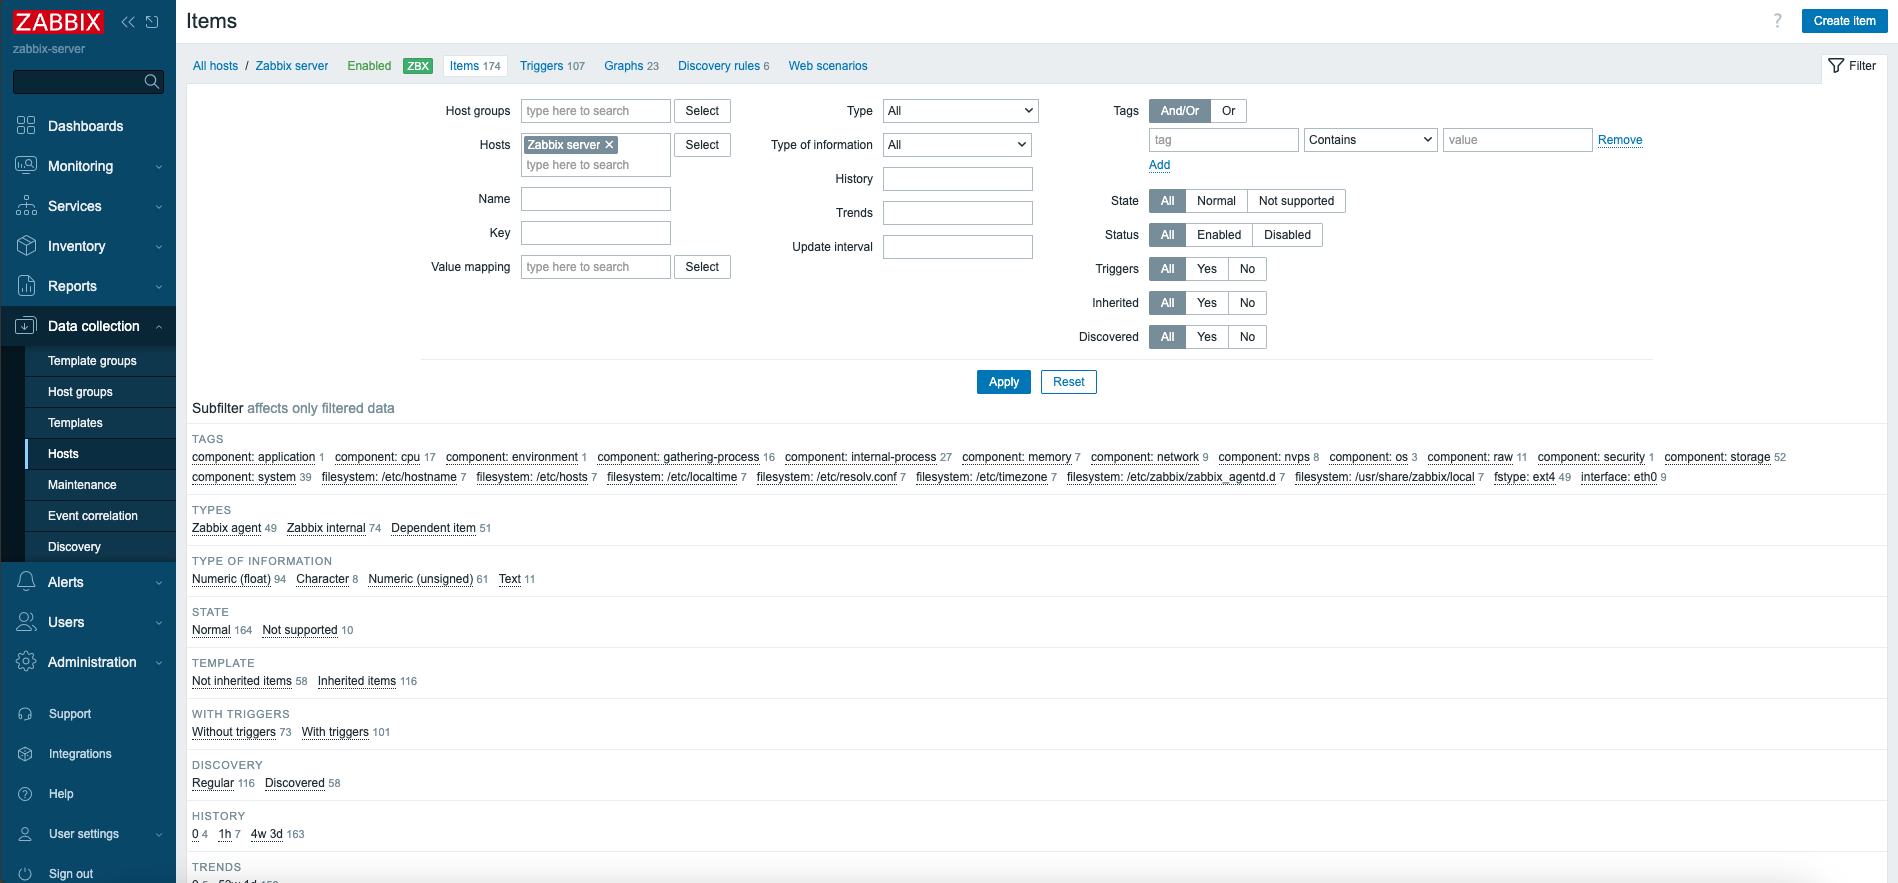 ZABBIX
zabbix-server
Dashboards
Monitoring
Services
Inventory
Reports
Data collection
Template groups
Host groups
Templates
Hosts
Maintenance
Event correlation
Discovery
Alerts
Users
Administration
Support
Integrations
Help
User settings
Sign out
Items
? Create item
All hosts / Zabbix server Enabled ZBX Items 174 Triggers 107 Graphs 23 Discovery rules 6 Web scenarios Filter
Host groups type here to search Select
Hosts Zabbix server ✕ Select
type here to search
Name
Key
Value mapping type here to search Select
Type All
Type of information All
History
Trends
Update interval
Tags And/Or Or
tag Contains value Remove
Add
State All Normal Not supported
Status All Enabled Disabled
Triggers All Yes No
Inherited All Yes No
Discovered All Yes No
Apply Reset
Subfilter affects only filtered data
TAGS
component: application 1 component: cpu 17 component: environment 1 component: gathering-process 16 component: internal-process 27 component: memory 7 component: network 9 component: nvps 8 component: os 3 component: raw 11 component: security 1 component: storage 52
component: system 39 filesystem: /etc/hostname 7 filesystem: /etc/hosts 7 filesystem: /etc/localtime 7 filesystem: /etc/resolv.conf 7 filesystem: /etc/timezone 7 filesystem: /etc/zabbix/zabbix_agentd.d 7 filesystem: /usr/share/zabbix/local 7 fstype: ext4 49 interface: eth0 9
TYPES
Zabbix agent 49 Zabbix internal 74 Dependent item 51
TYPE OF INFORMATION
Numeric (float) 94 Character 8 Numeric (unsigned) 61 Text 11
STATE
Normal 164 Not supported 10
TEMPLATE
Not inherited items 58 Inherited items 116
WITH TRIGGERS
Without triggers 73 With triggers 101
DISCOVERY
Regular 116 Discovered 58
HISTORY
0 4 1h 7 4w 3d 163
TRENDS